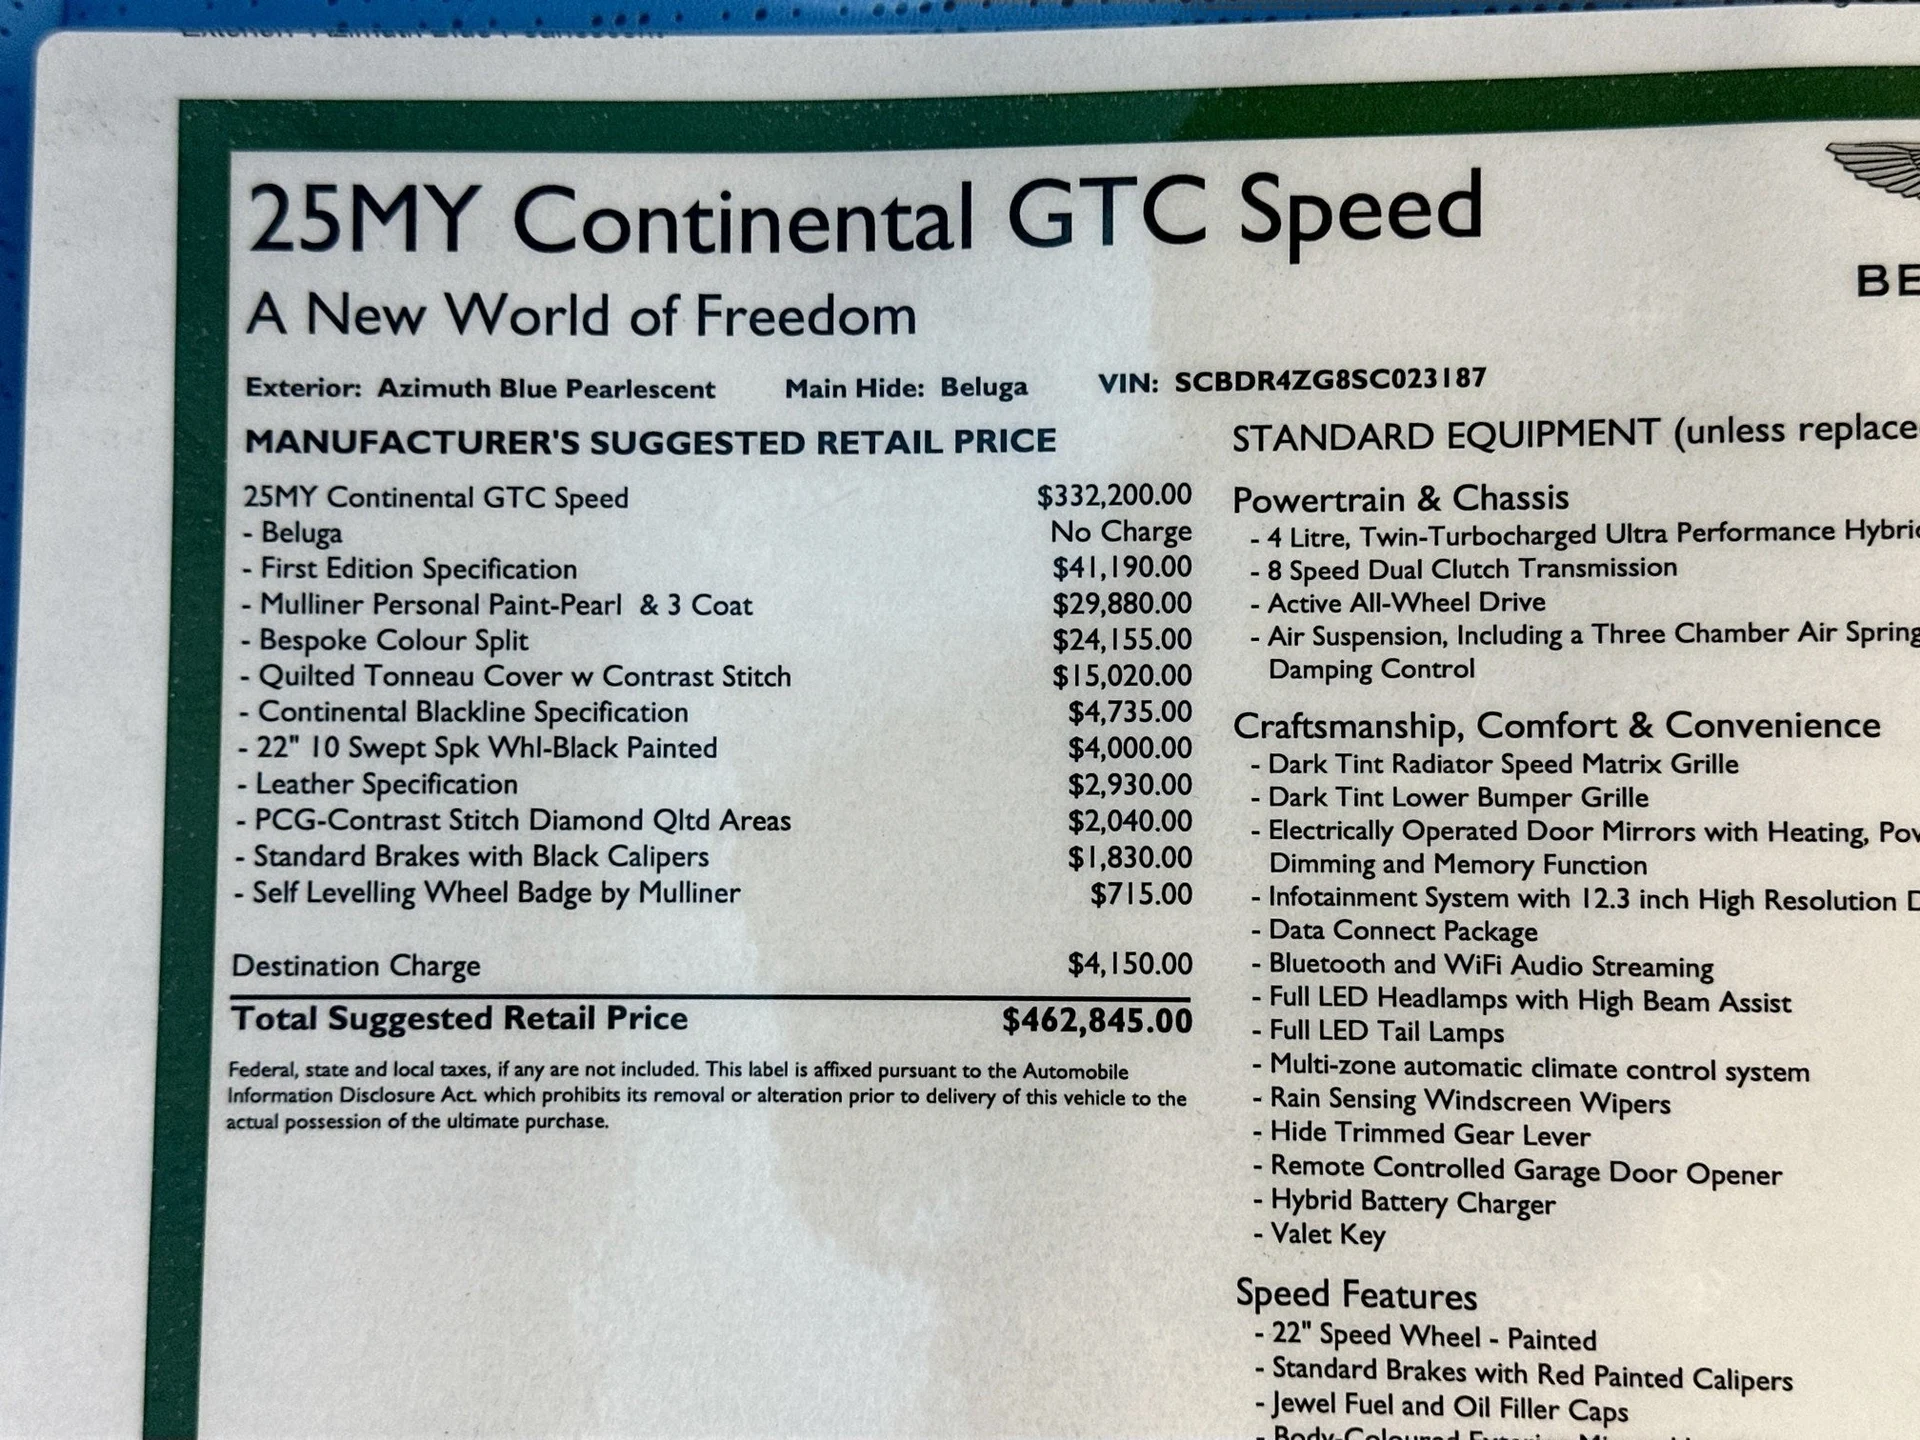 25MY Continental GTC Speed
A New World of Freedom
Exterior: Azimuth Blue Pearlescent Main Hide: Beluga VIN: SCBDR4ZG8SC023187
MANUFACTURER'S SUGGESTED RETAIL PRICE
25MY Continental GTC Speed $332,200.00
- Beluga No Charge
- First Edition Specification $41,190.00
- Mulliner Personal Paint-Pearl & 3 Coat $29,880.00
- Bespoke Colour Split $24,155.00
- Quilted Tonneau Cover w Contrast Stitch $15,020.00
- Continental Blackline Specification $4,735.00
- 22" 10 Swept Spk Whl-Black Painted $4,000.00
- Leather Specification $2,930.00
- PCG-Contrast Stitch Diamond Qltd Areas $2,040.00
- Standard Brakes with Black Calipers $1,830.00
- Self Levelling Wheel Badge by Mulliner $715.00
Destination Charge $4,150.00
Total Suggested Retail Price $462,845.00
Federal, state and local taxes, if any are not included. This label is affixed pursuant to the Automobile
Information Disclosure Act. which prohibits its removal or alteration prior to delivery of this vehicle to the
actual possession of the ultimate purchase.
BE
STANDARD EQUIPMENT (unless replace
Powertrain & Chassis
- 4 Litre, Twin-Turbocharged Ultra Performance Hybri
- 8 Speed Dual Clutch Transmission
- Active All-Wheel Drive
- Air Suspension, Including a Three Chamber Air Spring
Damping Control
Craftsmanship, Comfort & Convenience
- Dark Tint Radiator Speed Matrix Grille
- Dark Tint Lower Bumper Grille
- Electrically Operated Door Mirrors with Heating, Pow
Dimming and Memory Function
- Infotainment System with 12.3 inch High Resolution D
- Data Connect Package
- Bluetooth and WiFi Audio Streaming
- Full LED Headlamps with High Beam Assist
- Full LED Tail Lamps
- Multi-zone automatic climate control system
- Rain Sensing Windscreen Wipers
- Hide Trimmed Gear Lever
- Remote Controlled Garage Door Opener
- Hybrid Battery Charger
- Valet Key
Speed Features
- 22" Speed Wheel - Painted
- Standard Brakes with Red Painted Calipers
- Jewel Fuel and Oil Filler Caps